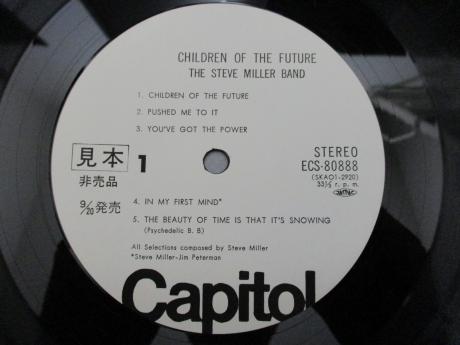 CHILDREN OF THE FUTURE
THE STEVE MILLER BAND
1. CHILDREN OF THE FUTURE
2. PUSHED ME TO IT
3. YOU'VE GOT THE POWER
見本
非売品
9/20発売
1
STEREO
ECS-80888
(SKAO1-2920)
33⅓ r. p. m.
4. IN MY FIRST MIND*
5. THE BEAUTY OF TIME IS THAT IT'S SNOWING
(Psychedelic B. B)
All Selections composed by Steve Miller
*Steve Miller-Jim Peterman
Capitol